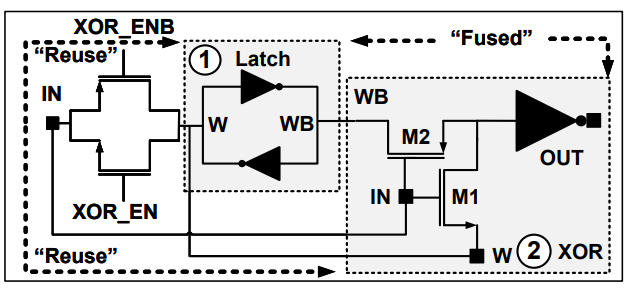 XOR_ENB
“Reuse”
① Latch
“Fused”
IN
W
WB
WB
M2
OUT
IN
M1
XOR_EN
“Reuse”
W ② XOR